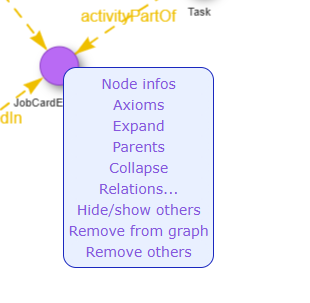 activityPartOf
Task
JobCardE
dIn
Node infos
Axioms
Expand
Parents
Collapse
Relations...
Hide/show others
Remove from graph
Remove others